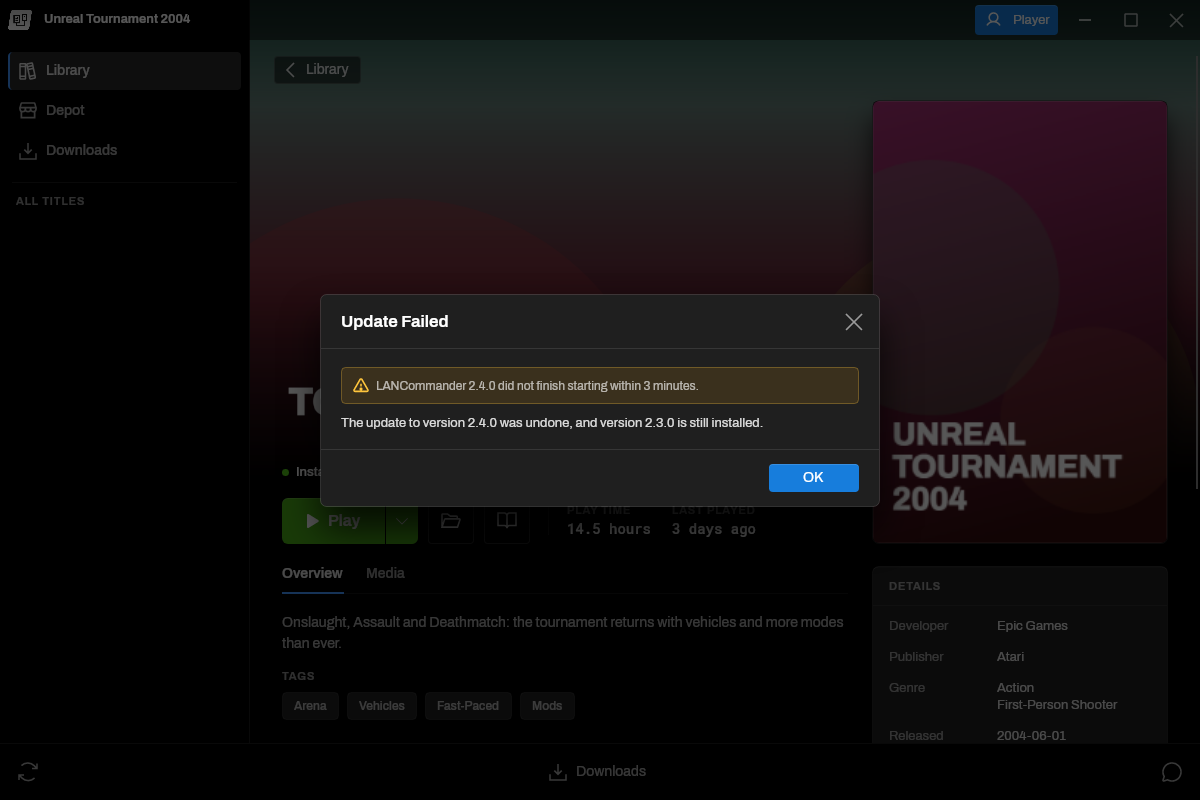 Unreal Tournament 2004
Player
Library
Depot
Downloads
ALL TITLES
Library
UNREAL
TOURNAMENT
2004
Update Failed
LANCommander 2.4.0 did not finish starting within 3 minutes.
The update to version 2.4.0 was undone, and version 2.3.0 is still installed.
OK
Play
PLAY TIME
14.5 hours
LAST PLAYED
3 days ago
Overview
Media
Onslaught, Assault and Deathmatch: the tournament returns with vehicles and more modes
than ever.
TAGS
Arena
Vehicles
Fast-Paced
Mods
DETAILS
Developer
Epic Games
Publisher
Atari
Genre
Action
First-Person Shooter
Released
2004-06-01
Downloads